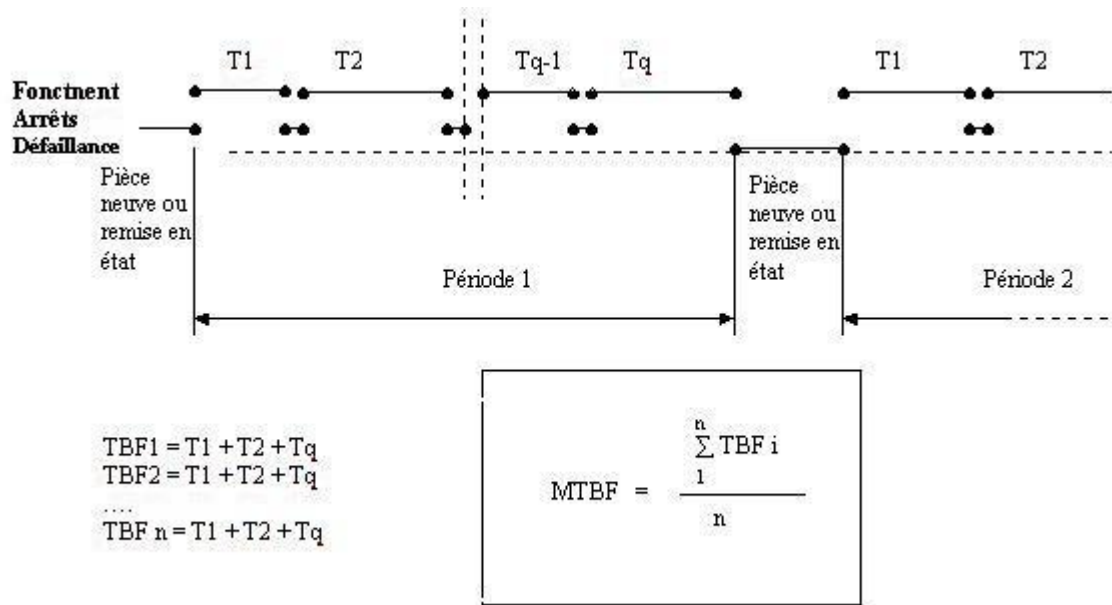 T1 T2 Tq-1 Tq T1 T2
Fonctnent
Arrêts
Défaillance
Pièce
neuve ou
remise en
état
Pièce
neuve ou
remise en
état
Période 1
Période 2
TBF1 = T1 + T2 + Tq
TBF2 = T1 + T2 + Tq
....
TBF n = T1 + T2 + Tq
n
∑ TBF i
1
MTBF =
n